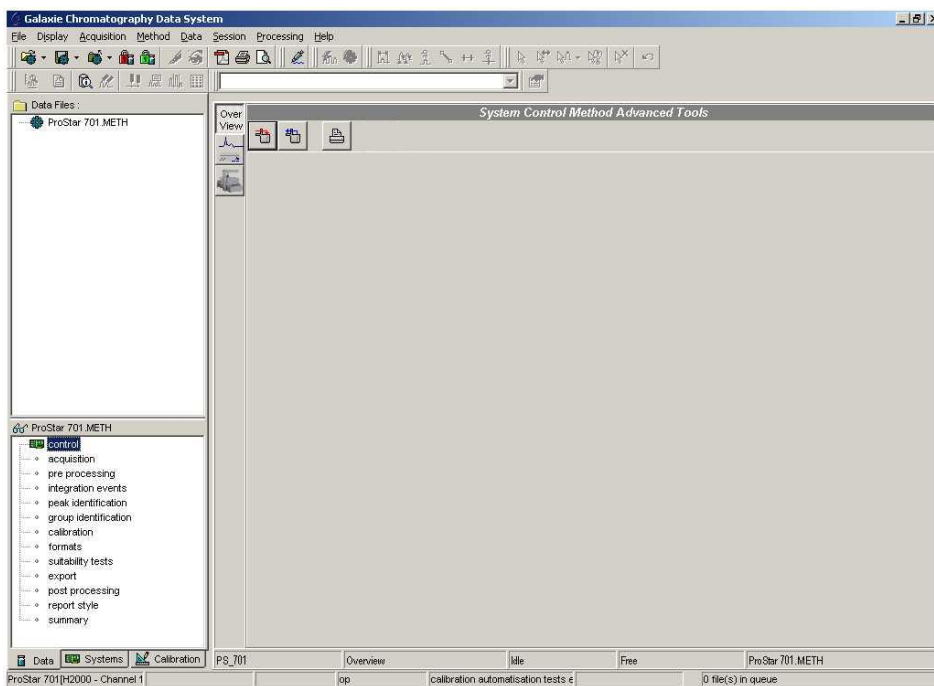 Galaxie Chromatography Data System
File Display Acquisition Method Data Session Processing Help
Data Files :
ProStar 701.METH
Over
View
System Control Method Advanced Tools
ProStar 701.METH
control
acquisition
pre processing
integration events
peak identification
group identification
calibration
formats
suitability tests
export
post processing
report style
summary
Data Systems Calibration
PS_701 Overview Idle Free ProStar 701.METH
ProStar 701[H2000 - Channel 1 op calibration automatisation tests e 0 file(s) in queue